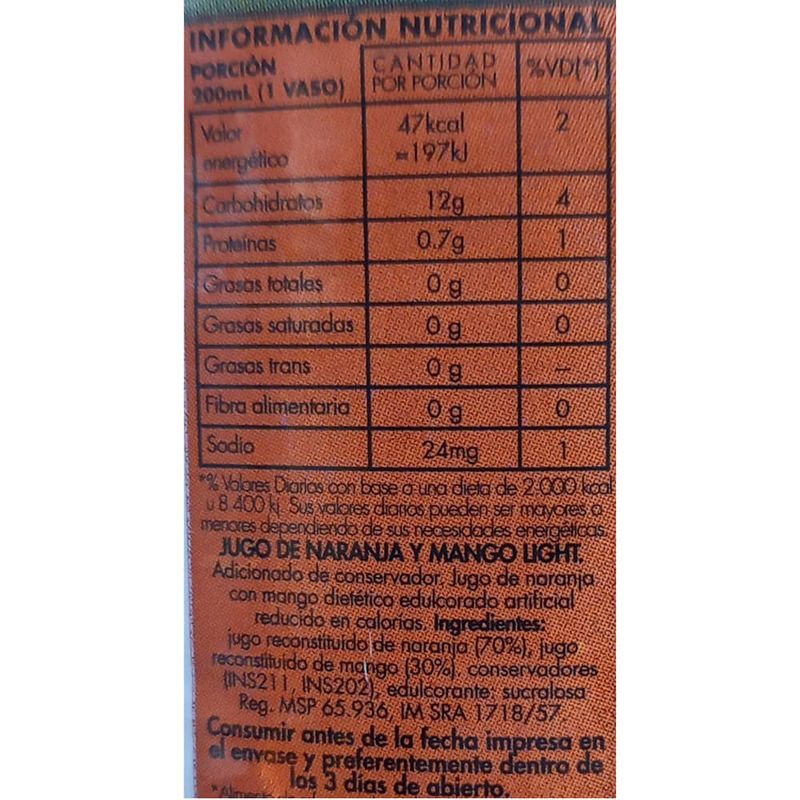 INFORMACIÓN NUTRICIONAL
PORCIÓN 200mL (1 VASO) CANTIDAD POR PORCIÓN %VD(*)
Valor energético 47kcal =197kJ 2
Carbohidratos 12g 4
Proteínas 0.7g 1
Grasas totales 0 g 0
Grasas saturadas 0 g 0
Grasas trans 0 g –
Fibra alimentaria 0 g 0
Sodio 24mg 1
*% Valores Diarios con base a una dieta de 2.000 kcal
u 8.400 kj. Sus valores diarios pueden ser mayores o
menores dependiendo de sus necesidades energéticas.
JUGO DE NARANJA Y MANGO LIGHT.
Adicionado de conservador. Jugo de naranja
con mango dietético edulcorado artificial
reducido en calorías. Ingredientes:
jugo reconstituido de naranja (70%), jugo
reconstituido de mango (30%) conservadores
(INS211, INS202), edulcorante: sucralosa
Reg. MSP 65.936, IM SRA 1718/57.
Consumir antes de la fecha impresa en
el envase y preferentemente dentro de
los 3 días de abierto.